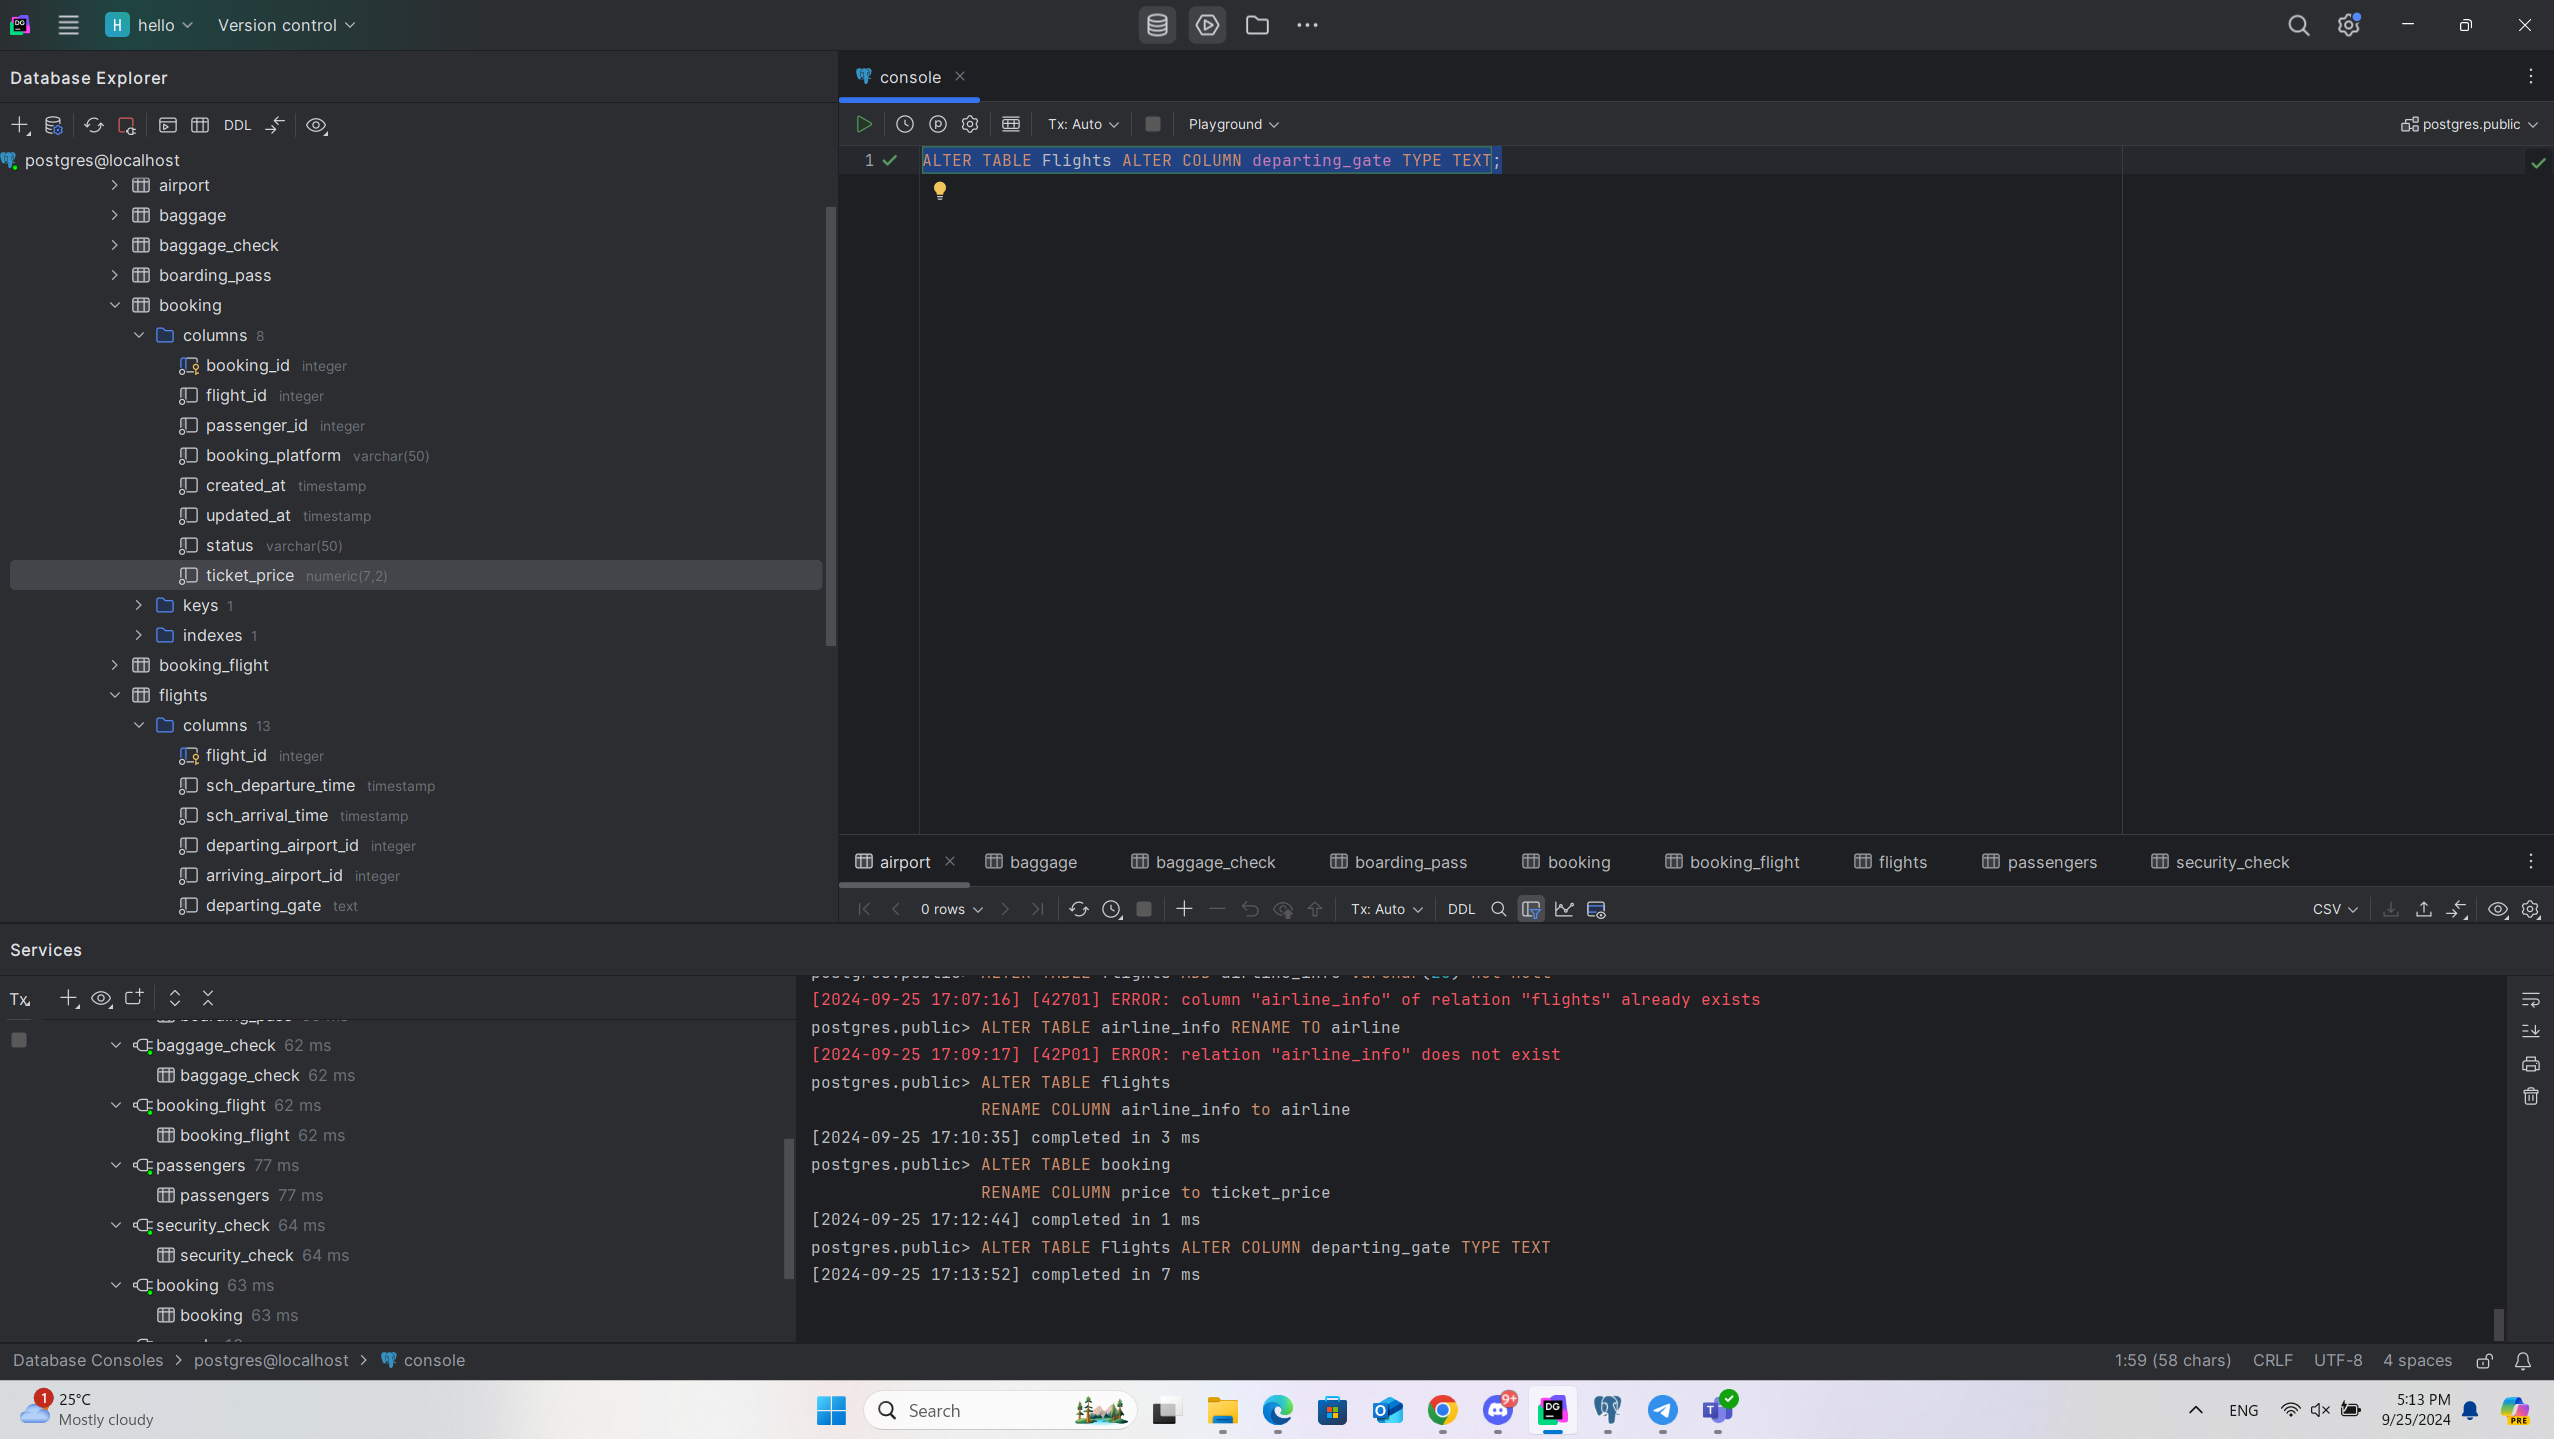 DG
H hello Version control
Database Explorer
DDL
postgres@localhost
airport
baggage
baggage_check
boarding_pass
booking
columns 8
booking_id integer
flight_id integer
passenger_id integer
booking_platform varchar(50)
created_at timestamp
updated_at timestamp
status varchar(50)
ticket_price numeric(7,2)
keys 1
indexes 1
booking_flight
flights
columns 13
flight_id integer
sch_departure_time timestamp
sch_arrival_time timestamp
departing_airport_id integer
arriving_airport_id integer
departing_gate text
console
Tx: Auto Playground postgres.public
1 ALTER TABLE Flights ALTER COLUMN departing_gate TYPE TEXT;
airport baggage baggage_check boarding_pass booking booking_flight flights passengers security_check
0 rows Tx: Auto DDL CSV
Services
Tx
baggage_check 62 ms
baggage_check 62 ms
booking_flight 62 ms
booking_flight 62 ms
passengers 77 ms
passengers 77 ms
security_check 64 ms
security_check 64 ms
booking 63 ms
booking 63 ms
[2024-09-25 17:07:16] [42701] ERROR: column "airline_info" of relation "flights" already exists
postgres.public> ALTER TABLE airline_info RENAME TO airline
[2024-09-25 17:09:17] [42P01] ERROR: relation "airline_info" does not exist
postgres.public> ALTER TABLE flights
RENAME COLUMN airline_info to airline
[2024-09-25 17:10:35] completed in 3 ms
postgres.public> ALTER TABLE booking
RENAME COLUMN price to ticket_price
[2024-09-25 17:12:44] completed in 1 ms
postgres.public> ALTER TABLE Flights ALTER COLUMN departing_gate TYPE TEXT
[2024-09-25 17:13:52] completed in 7 ms
Database Consoles > postgres@localhost > console
1:59 (58 chars) CRLF UTF-8 4 spaces
1 25°C
Mostly cloudy
Search
9+
DG
ENG
5:13 PM
9/25/2024
PRE